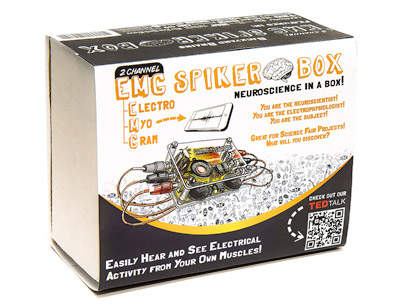 2 CHANNEL
EMG SPIKER BOX
NEUROSCIENCE IN A BOX!
ELECTRO
MYO
GRAM
YOU ARE THE NEUROSCIENTIST!
YOU ARE THE ELECTROPHYSIOLOGIST!
YOU ARE THE SUBJECT!
GREAT FOR SCIENCE FAIR PROJECTS!
WHAT WILL YOU DISCOVER?
CHECK OUT OUR
TEDTALK
EASILY HEAR AND SEE ELECTRICAL
ACTIVITY FROM YOUR OWN MUSCLES!